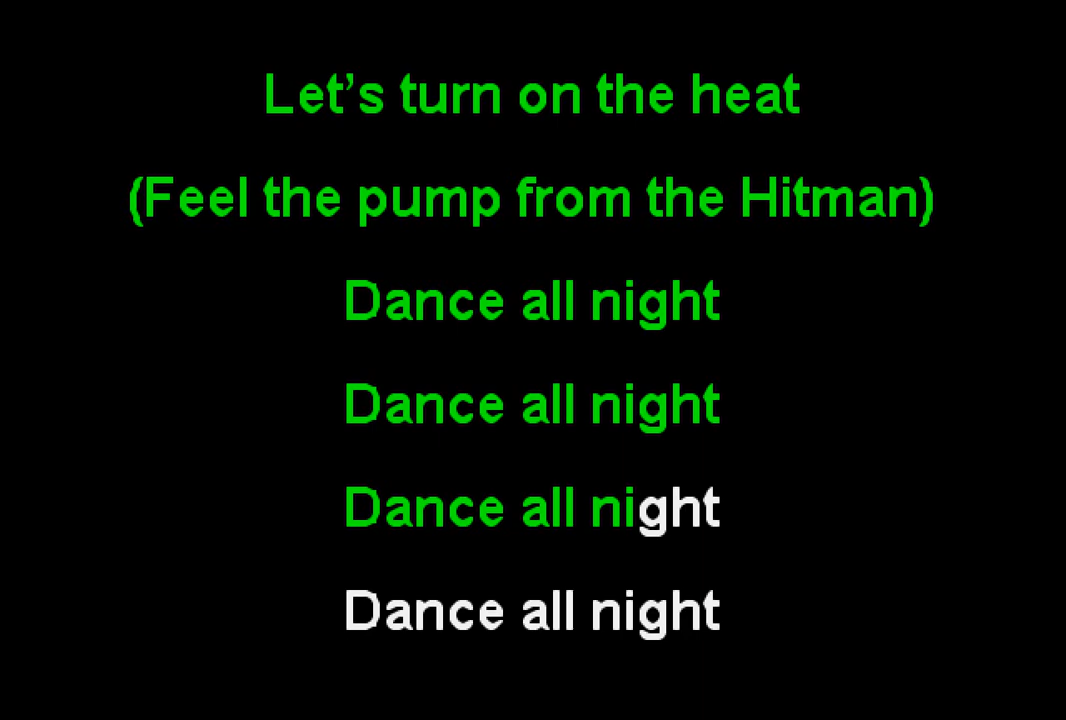 Let’s turn on the heat
(Feel the pump from the Hitman)
Dance all night
Dance all night
Dance all night
Dance all night